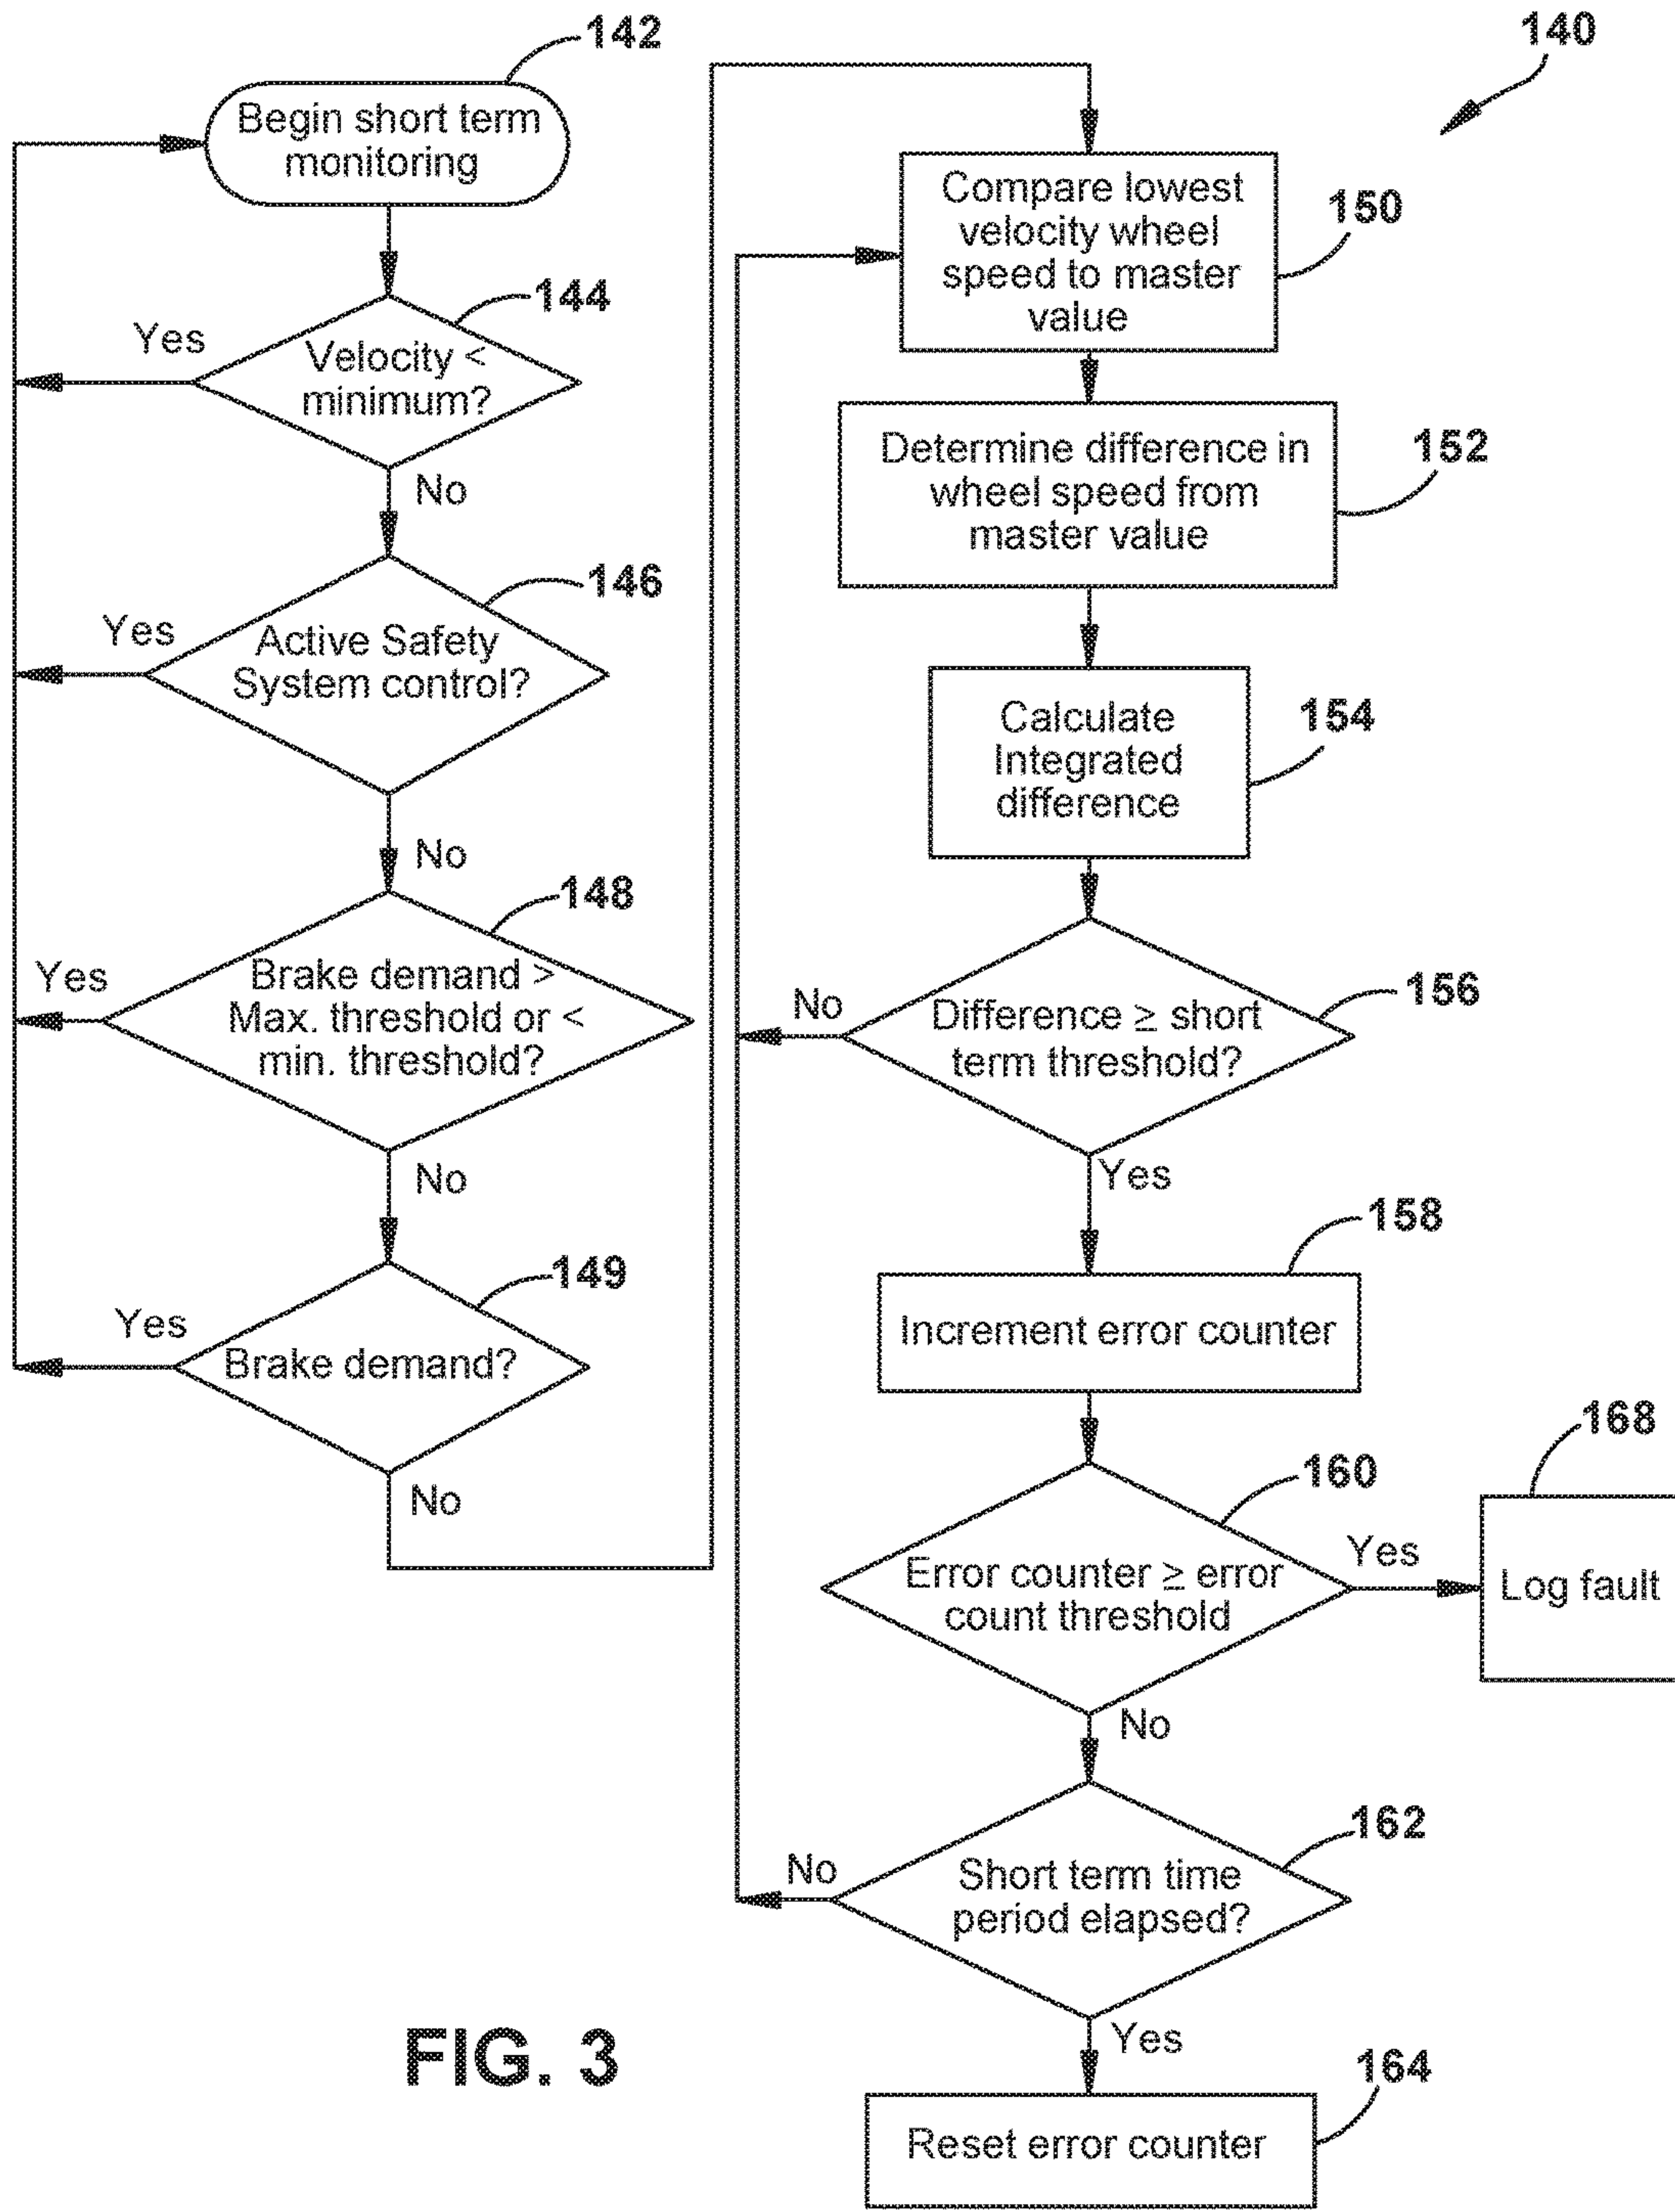 142
Begin short term
monitoring
144
Yes
Velocity <
minimum?
No
146
Yes
Active Safety
System control?
No
148
Yes
Brake demand >
Max. threshold or <
min. threshold?
No
149
Yes
Brake demand?
No
140
Compare lowest
velocity wheel
speed to master
value
150
Determine difference in
wheel speed from
master value
152
Calculate
Integrated
difference
154
156
No
Difference ≥ short
term threshold?
Yes
158
Increment error counter
160
Error counter ≥ error
count threshold
Yes
168
Log fault
No
162
No
Short term time
period elapsed?
Yes
164
Reset error counter
FIG. 3